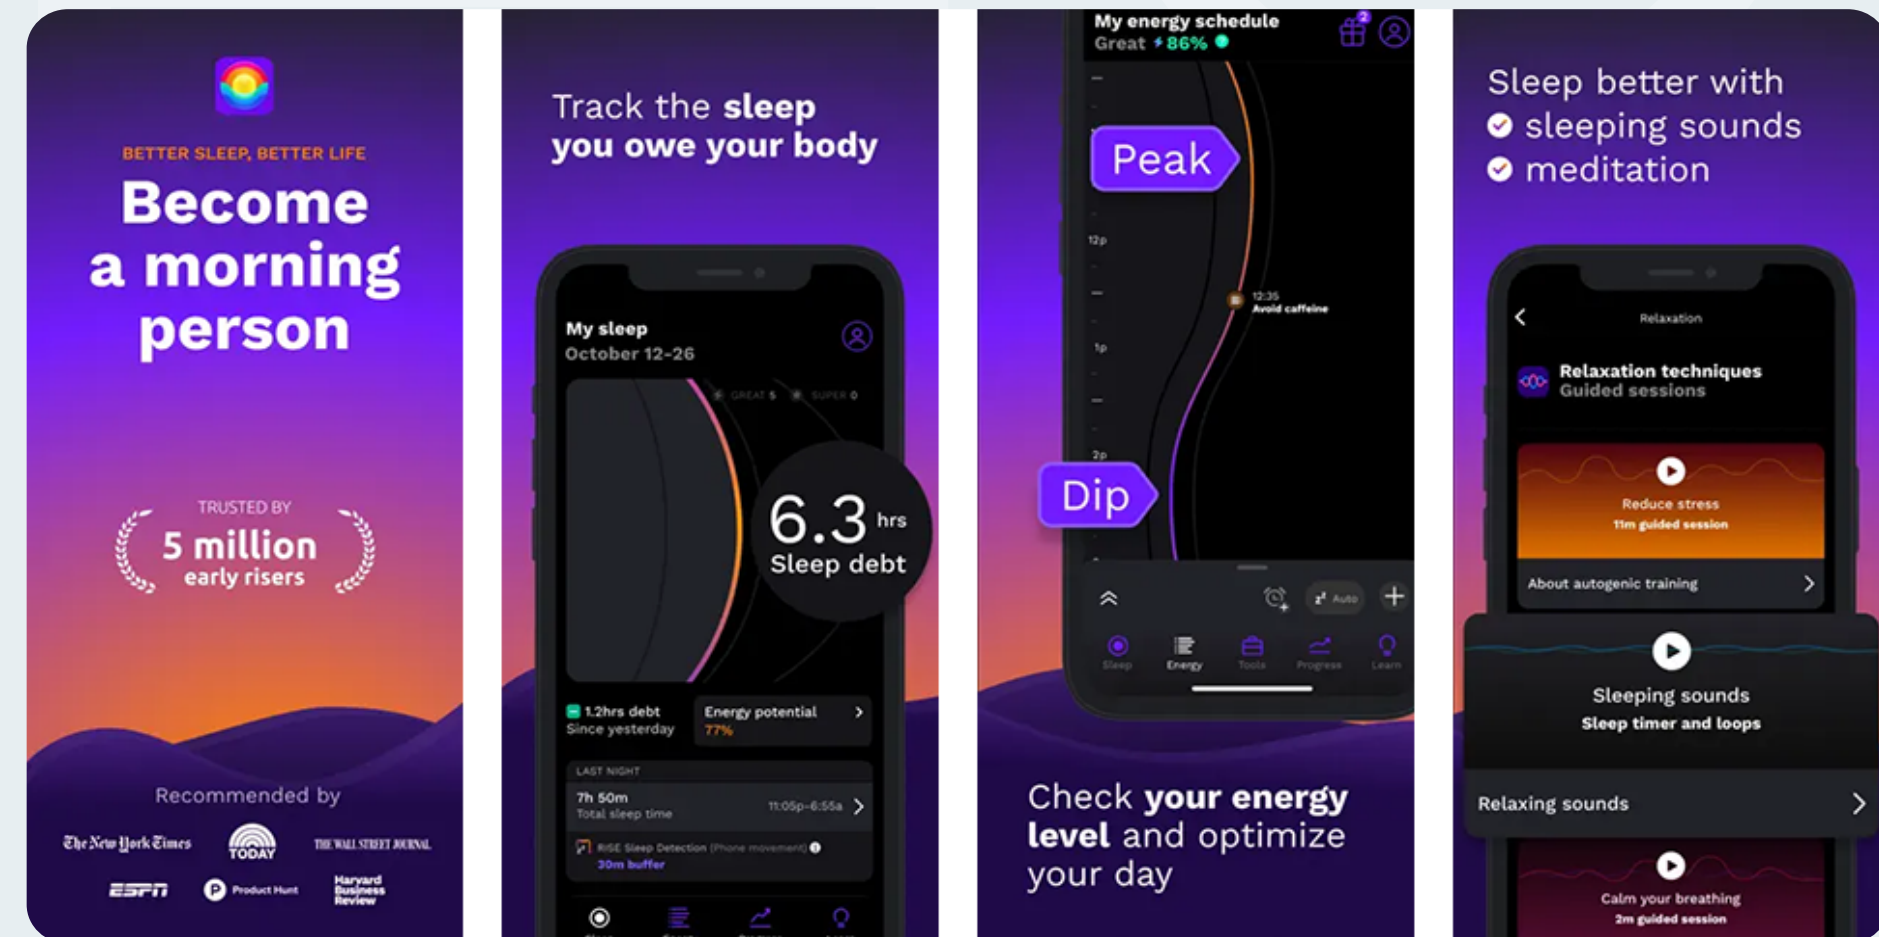 BETTER SLEEP, BETTER LIFE
Become
a morning
person
TRUSTED BY
5 million
early risers
Recommended by
The New York Times
TODAY
THE WALL STREET JOURNAL
ESPN
P Product Hunt
Harvard
Business
Review
Track the sleep
you owe your body
My sleep
October 12-26
GREAT 5 SUPER 0
6.3 hrs
Sleep debt
1.2hrs debt
Since yesterday
Energy potential
77%
LAST NIGHT
7h 50m
Total sleep time
11:05p-6:55a
RISE Sleep Detection (Phone movement)
30m buffer
My energy schedule
Great 86%
2
Peak
12p
12:35
Avoid caffeine
1p
2p
Dip
zz Auto
Sleep Energy Tools Progress Learn
Check your energy
level and optimize
your day
Sleep better with
sleeping sounds
meditation
Relaxation
Relaxation techniques
Guided sessions
Reduce stress
11m guided session
About autogenic training
Sleeping sounds
Sleep timer and loops
Relaxing sounds
Calm your breathing
2m guided session